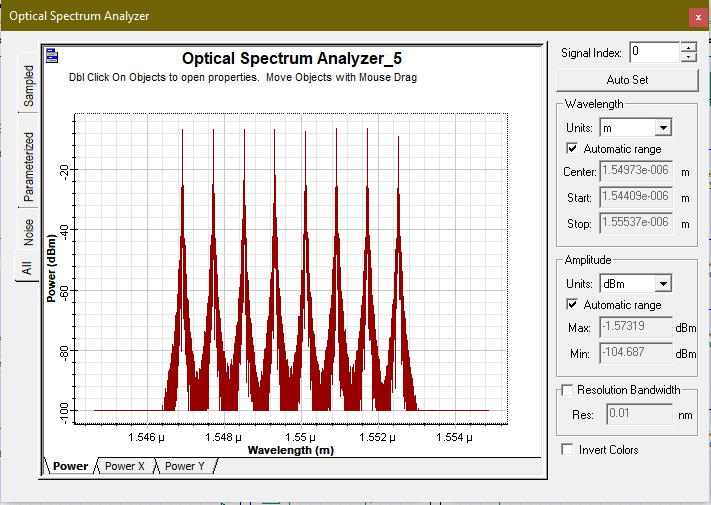 Optical Spectrum Analyzer
x
Optical Spectrum Analyzer_5
Dbl Click On Objects to open properties.  Move Objects with Mouse Drag
Sampled
Parameterized
Noise
All
Power (dBm)
-20
-40
-60
-80
-100
1.546 µ
1.548 µ
1.55 µ
1.552 µ
1.554 µ
Wavelength (m)
Power
Power X
Power Y
Signal Index: 0
Auto Set
Wavelength
Units: m
Automatic range
Center: 1.54973e-006 m
Start: 1.54409e-006 m
Stop: 1.55537e-006 m
Amplitude
Units: dBm
Automatic range
Max: -1.57319 dBm
Min: -104.687 dBm
Resolution Bandwidth
Res: 0.01 nm
Invert Colors